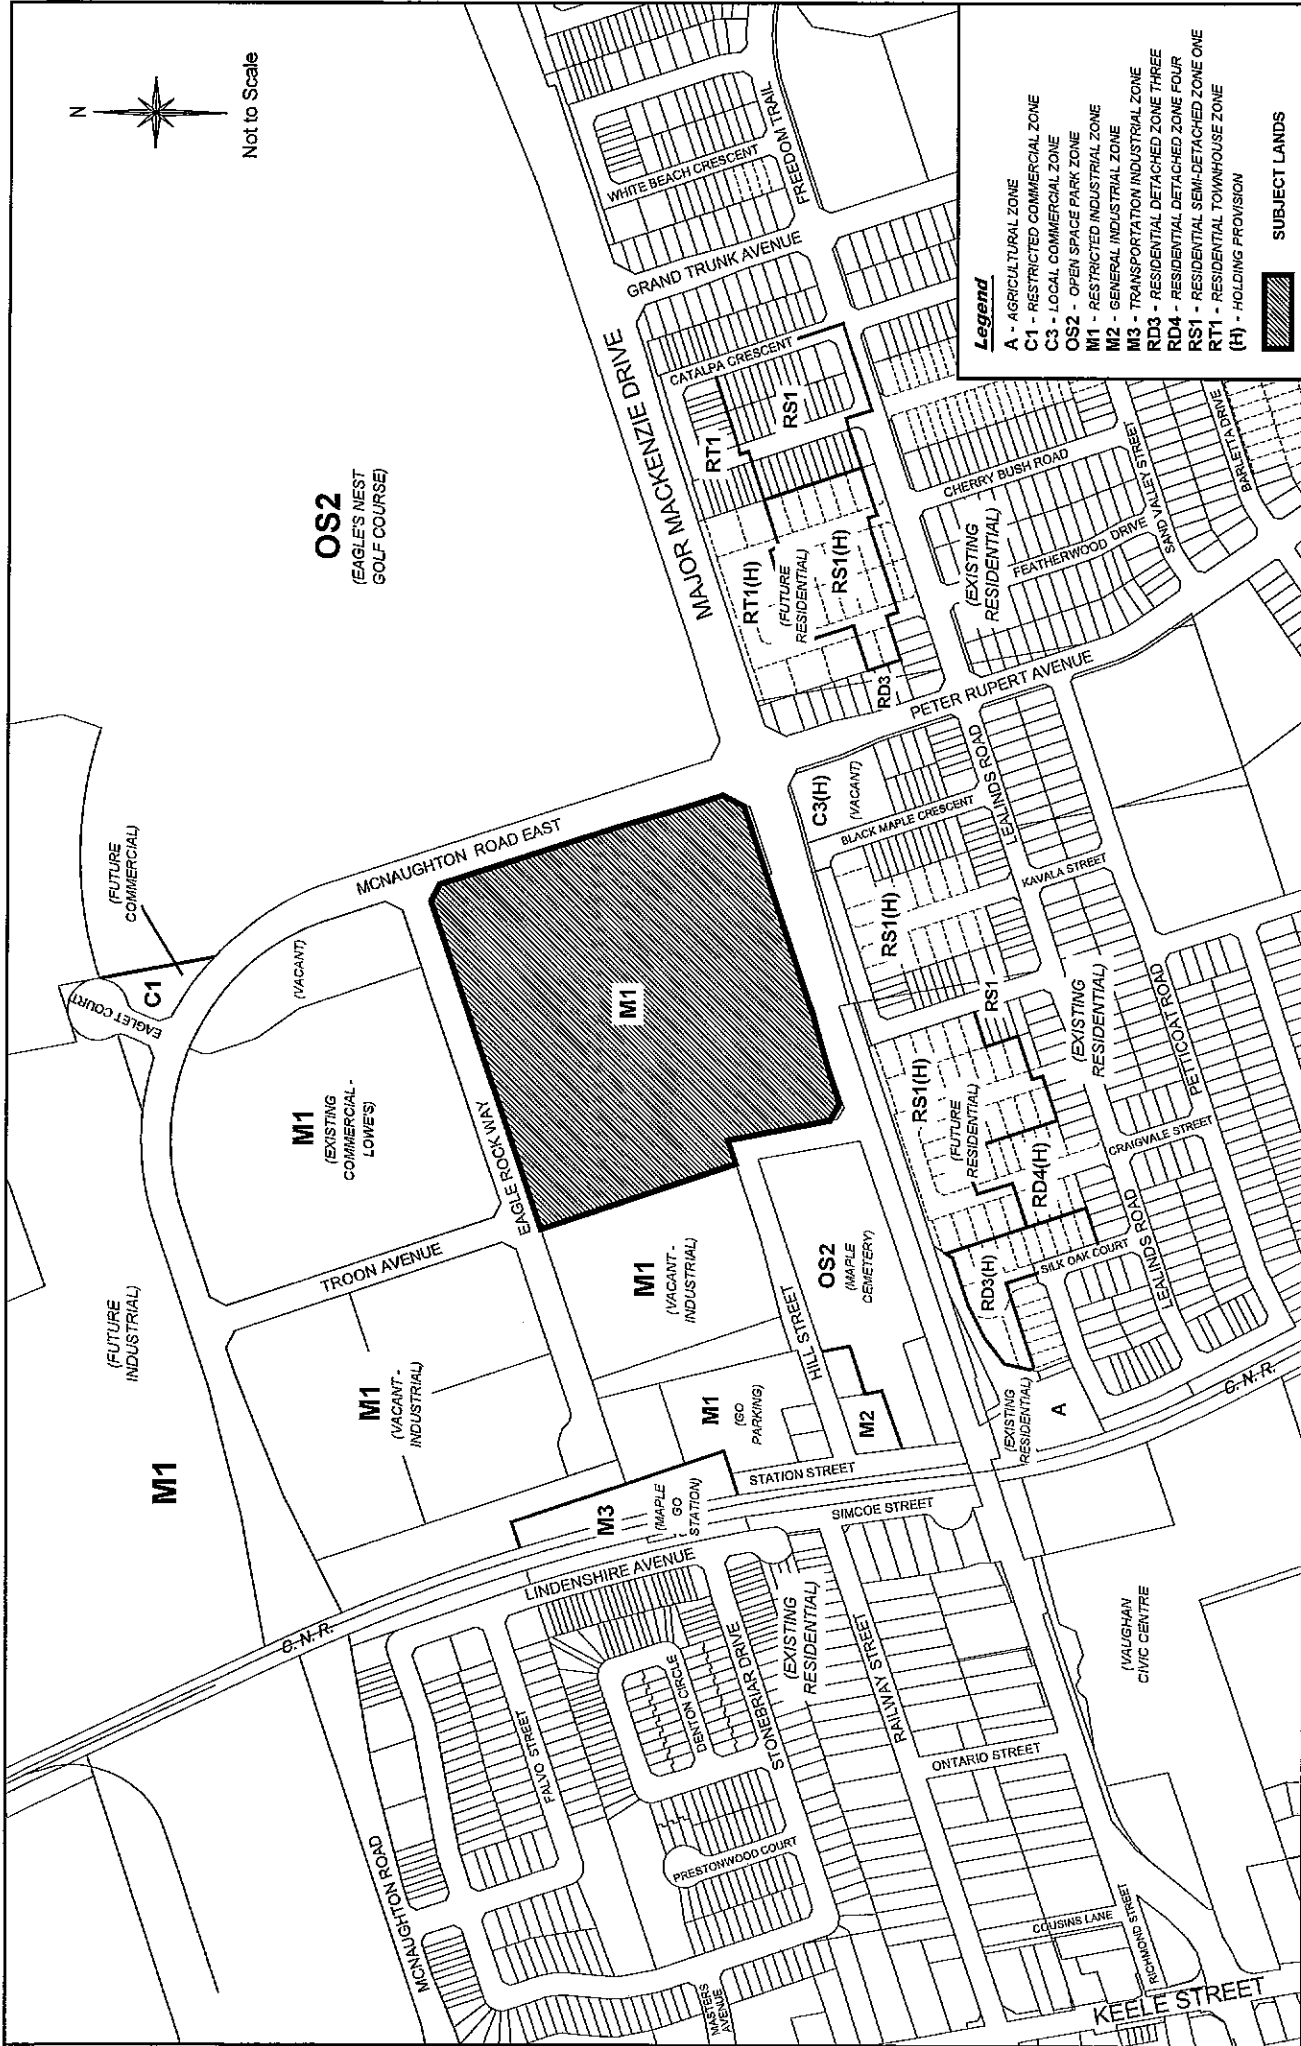 N
Not to Scale
OS2
(EAGLE'S NEST
GOLF COURSE)
MAJOR MACKENZIE DRIVE
WHITE BEACH CRESCENT
FREEDOM TRAIL
GRAND TRUNK AVENUE
CATALPA CRESCENT
RT1
RS1
RT1(H)
(FUTURE
RESIDENTIAL)
RS1(H)
RD3
CHERRY BUSH ROAD
(EXISTING
RESIDENTIAL)
FEATHERWOOD DRIVE
SAND VALLEY STREET
BARLETTA DRIVE
PETER RUPERT AVENUE
Legend
A - AGRICULTURAL ZONE
C1 - RESTRICTED COMMERCIAL ZONE
C3 - LOCAL COMMERCIAL ZONE
OS2 - OPEN SPACE PARK ZONE
M1 - RESTRICTED INDUSTRIAL ZONE
M2 - GENERAL INDUSTRIAL ZONE
M3 - TRANSPORTATION INDUSTRIAL ZONE
RD3 - RESIDENTIAL DETACHED ZONE THREE
RD4 - RESIDENTIAL DETACHED ZONE FOUR
RS1 - RESIDENTIAL SEMI-DETACHED ZONE ONE
RT1 - RESIDENTIAL TOWNHOUSE ZONE
(H) - HOLDING PROVISION
SUBJECT LANDS
(FUTURE
COMMERCIAL)
EAGLET COURT
C1
MCNAUGHTON ROAD EAST
(VACANT)
M1
(EXISTING
COMMERCIAL -
LOWE'S)
EAGLE ROCK WAY
M1
C3(H)
(VACANT)
BLACK MAPLE CRESCENT
LEALINDS ROAD
RS1(H)
KAVALA STREET
RS1
RS1(H)
(FUTURE
RESIDENTIAL)
(EXISTING
RESIDENTIAL)
PETTICOAT ROAD
CRAIGVALE STREET
RD4(H)
LEALINDS ROAD
SILK OAK COURT
RD3(H)
(FUTURE
INDUSTRIAL)
M1
TROON AVENUE
M1
(VACANT -
INDUSTRIAL)
M1
(VACANT -
INDUSTRIAL)
HILL STREET
OS2
(MAPLE
CEMETERY)
M1
(GO
PARKING)
M2
STATION STREET
M3
(MAPLE
GO
STATION)
SIMCOE STREET
(EXISTING
RESIDENTIAL)
A
C.N.R.
C.N.R.
LINDENSHIRE AVENUE
FALVO STREET
DENTON CIRCLE
STONEBRIAR DRIVE
(EXISTING
RESIDENTIAL)
RAILWAY STREET
ONTARIO STREET
(VAUGHAN
CIVIC CENTRE
MCNAUGHTON ROAD
PRESTONWOOD COURT
MASTERS
AVENUE
COUSINS LANE
RICHMOND STREET
KEELE STREET